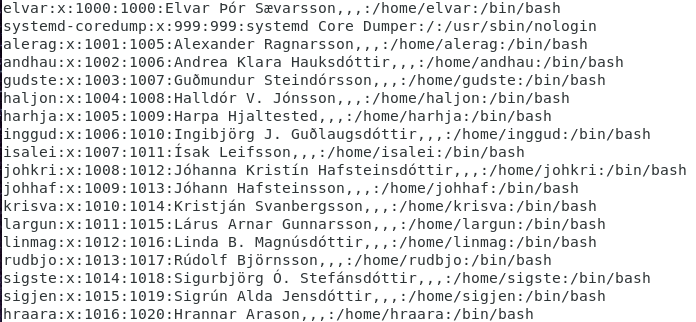 elvar:x:1000:1000:Elvar Þór Sævarsson,,,:/home/elvar:/bin/bash
systemd-coredump:x:999:999:systemd Core Dumper:/:/usr/sbin/nologin
alerag:x:1001:1005:Alexander Ragnarsson,,,:/home/alerag:/bin/bash
andhau:x:1002:1006:Andrea Klara Hauksdóttir,,,:/home/andhau:/bin/bash
gudste:x:1003:1007:Guðmundur Steindórsson,,,:/home/gudste:/bin/bash
haljon:x:1004:1008:Halldór V. Jónsson,,,:/home/haljon:/bin/bash
harhja:x:1005:1009:Harpa Hjaltested,,,:/home/harhja:/bin/bash
inggud:x:1006:1010:Ingibjörg J. Guðlaugsdóttir,,,:/home/inggud:/bin/bash
isalei:x:1007:1011:Ísak Leifsson,,,:/home/isalei:/bin/bash
johkri:x:1008:1012:Jóhanna Kristín Hafsteinsdóttir,,,:/home/johkri:/bin/bash
johhaf:x:1009:1013:Jóhann Hafsteinsson,,,:/home/johhaf:/bin/bash
krisva:x:1010:1014:Kristján Svanbergsson,,,:/home/krisva:/bin/bash
largun:x:1011:1015:Lárus Arnar Gunnarsson,,,:/home/largun:/bin/bash
linmag:x:1012:1016:Linda B. Magnúsdóttir,,,:/home/linmag:/bin/bash
rudbjo:x:1013:1017:Rúdolf Björnsson,,,:/home/rudbjo:/bin/bash
sigste:x:1014:1018:Sigurbjörg Ó. Stefánsdóttir,,,:/home/sigste:/bin/bash
sigjen:x:1015:1019:Sigrún Alda Jensdóttir,,,:/home/sigjen:/bin/bash
hraara:x:1016:1020:Hrannar Arason,,,:/home/hraara:/bin/bash